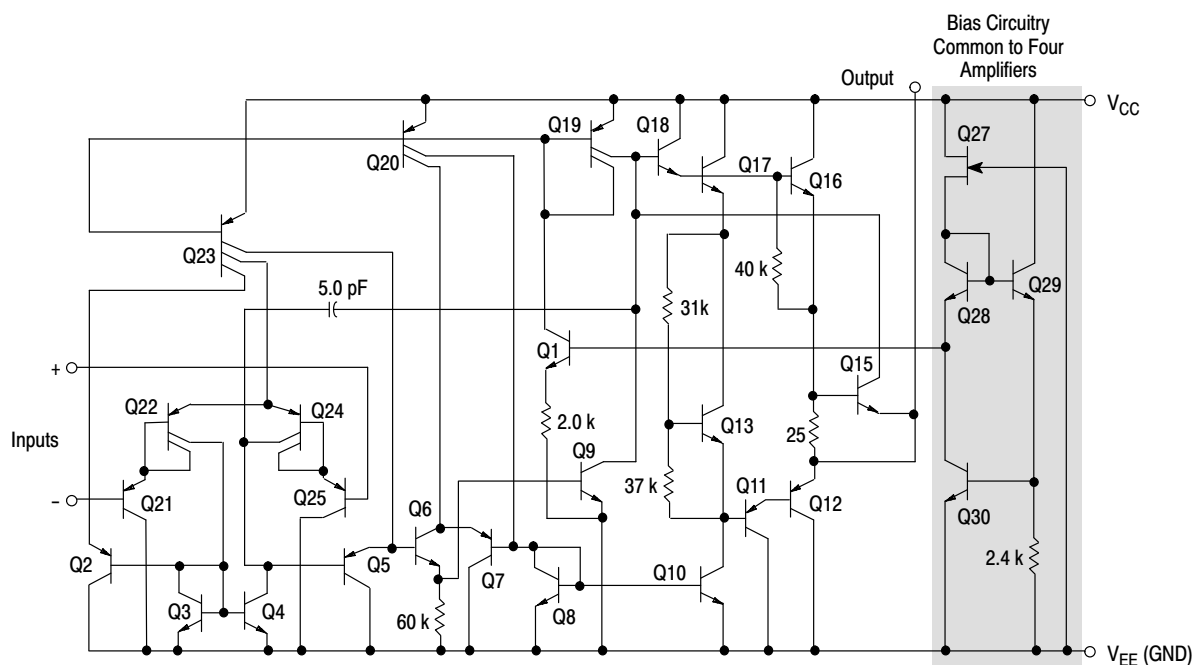 Bias Circuitry
Common to Four
Amplifiers
Output
VCC
Q19
Q18
Q27
Q20
Q17
Q16
Q23
40 k
Q29
5.0 pF
31k
Q28
Q1
Q15
+
Q22
Q24
Q13
Inputs
2.0 k
25
Q9
37 k
Q11
–
Q21
Q25
Q12
Q6
Q30
Q2
Q5
Q7
Q10
2.4 k
Q3
Q4
60 k
Q8
VEE (GND)